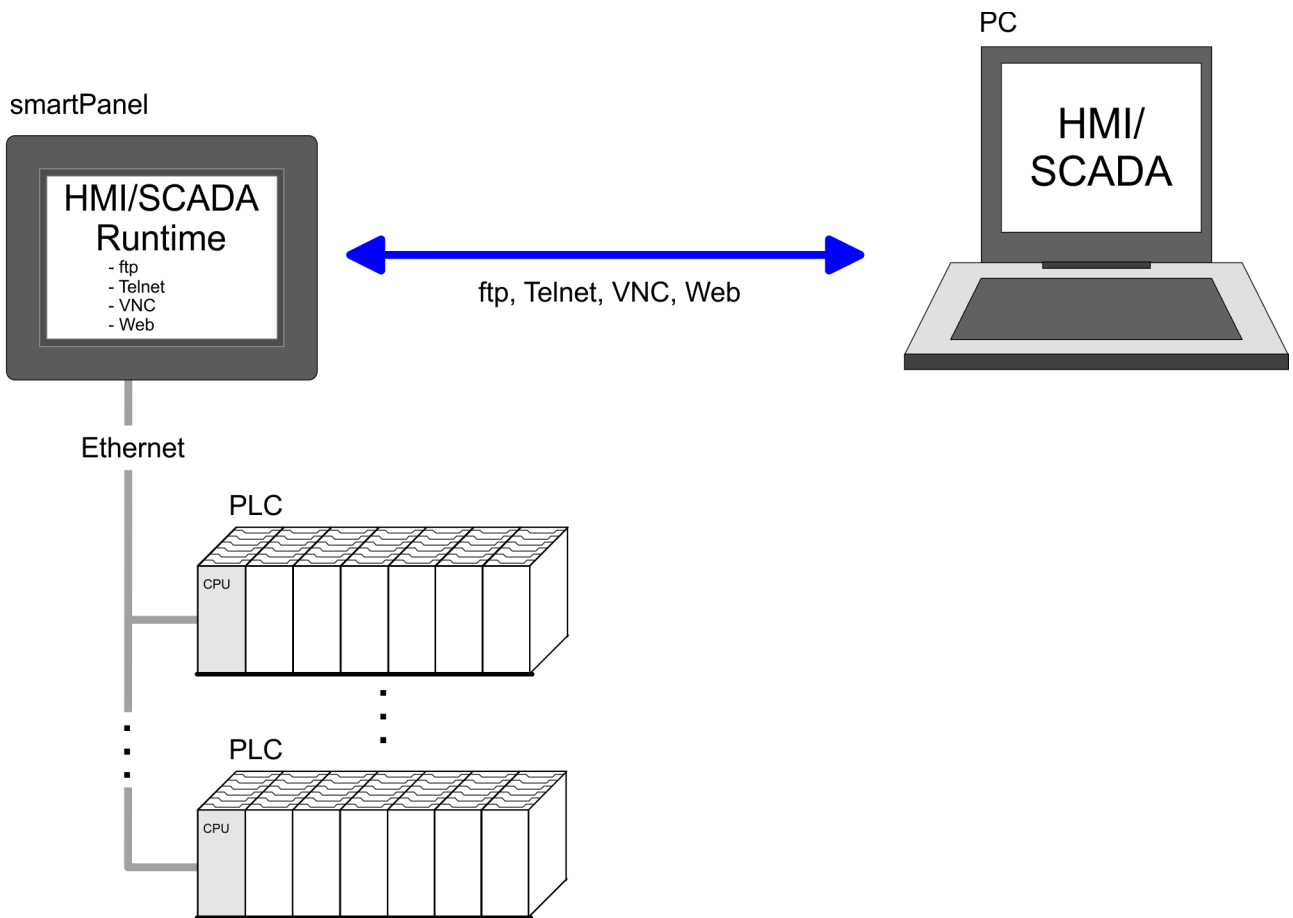 PC
smartPanel
HMI/SCADA
Runtime
- ftp
- Telnet
- VNC
- Web
ftp, Telnet, VNC, Web
HMI/
SCADA
Ethernet
PLC
CPU
PLC
CPU